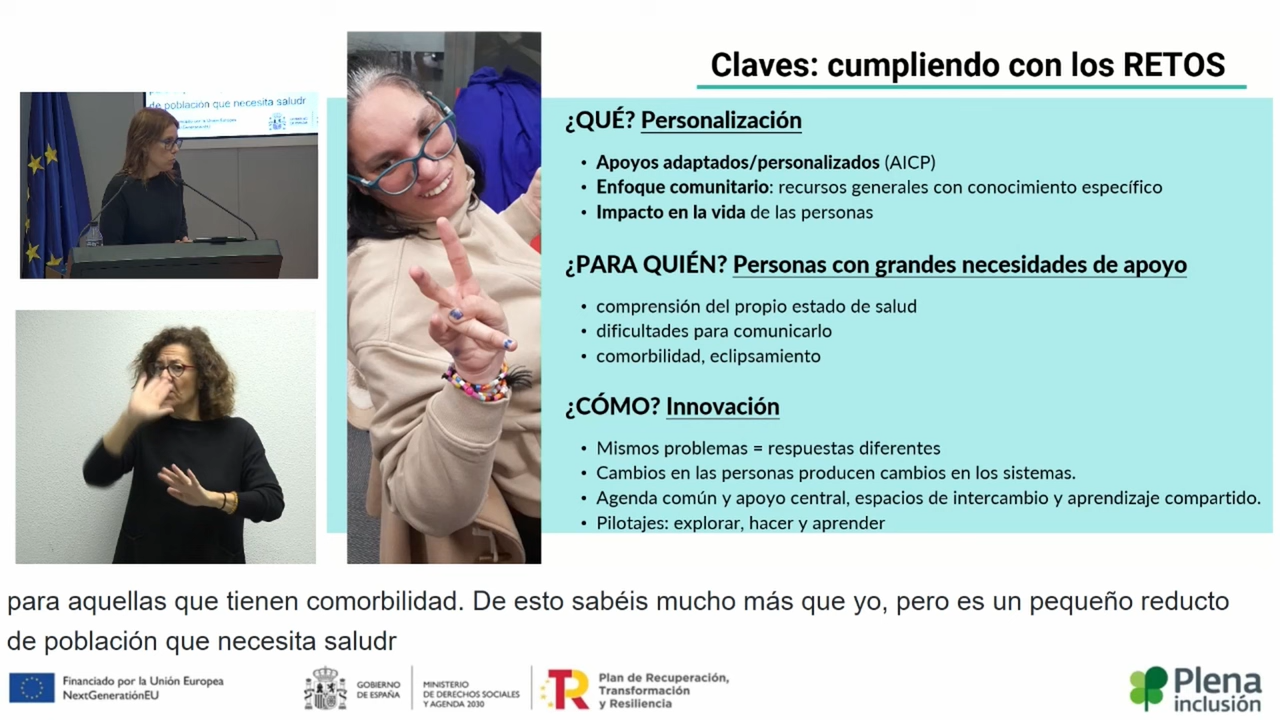 Claves: cumpliendo con los RETOS
¿QUÉ? Personalización
• Apoyos adaptados/personalizados (AICP)
• Enfoque comunitario: recursos generales con conocimiento específico
• Impacto en la vida de las personas
¿PARA QUIÉN? Personas con grandes necesidades de apoyo
• comprensión del propio estado de salud
• dificultades para comunicarlo
• comorbilidad, eclipsamiento
¿CÓMO? Innovación
• Mismos problemas = respuestas diferentes
• Cambios en las personas producen cambios en los sistemas.
• Agenda común y apoyo central, espacios de intercambio y aprendizaje compartido.
• Pilotajes: explorar, hacer y aprender
de población que necesita saludr
para aquellas que tienen comorbilidad. De esto sabéis mucho más que yo, pero es un pequeño reducto
de población que necesita saludr
Financiado por la Unión Europea
NextGenerationEU
GOBIERNO
DE ESPAÑA
MINISTERIO
DE DERECHOS SOCIALES
Y AGENDA 2030
Plan de Recuperación,
Transformación
y Resiliencia
Plena
inclusión